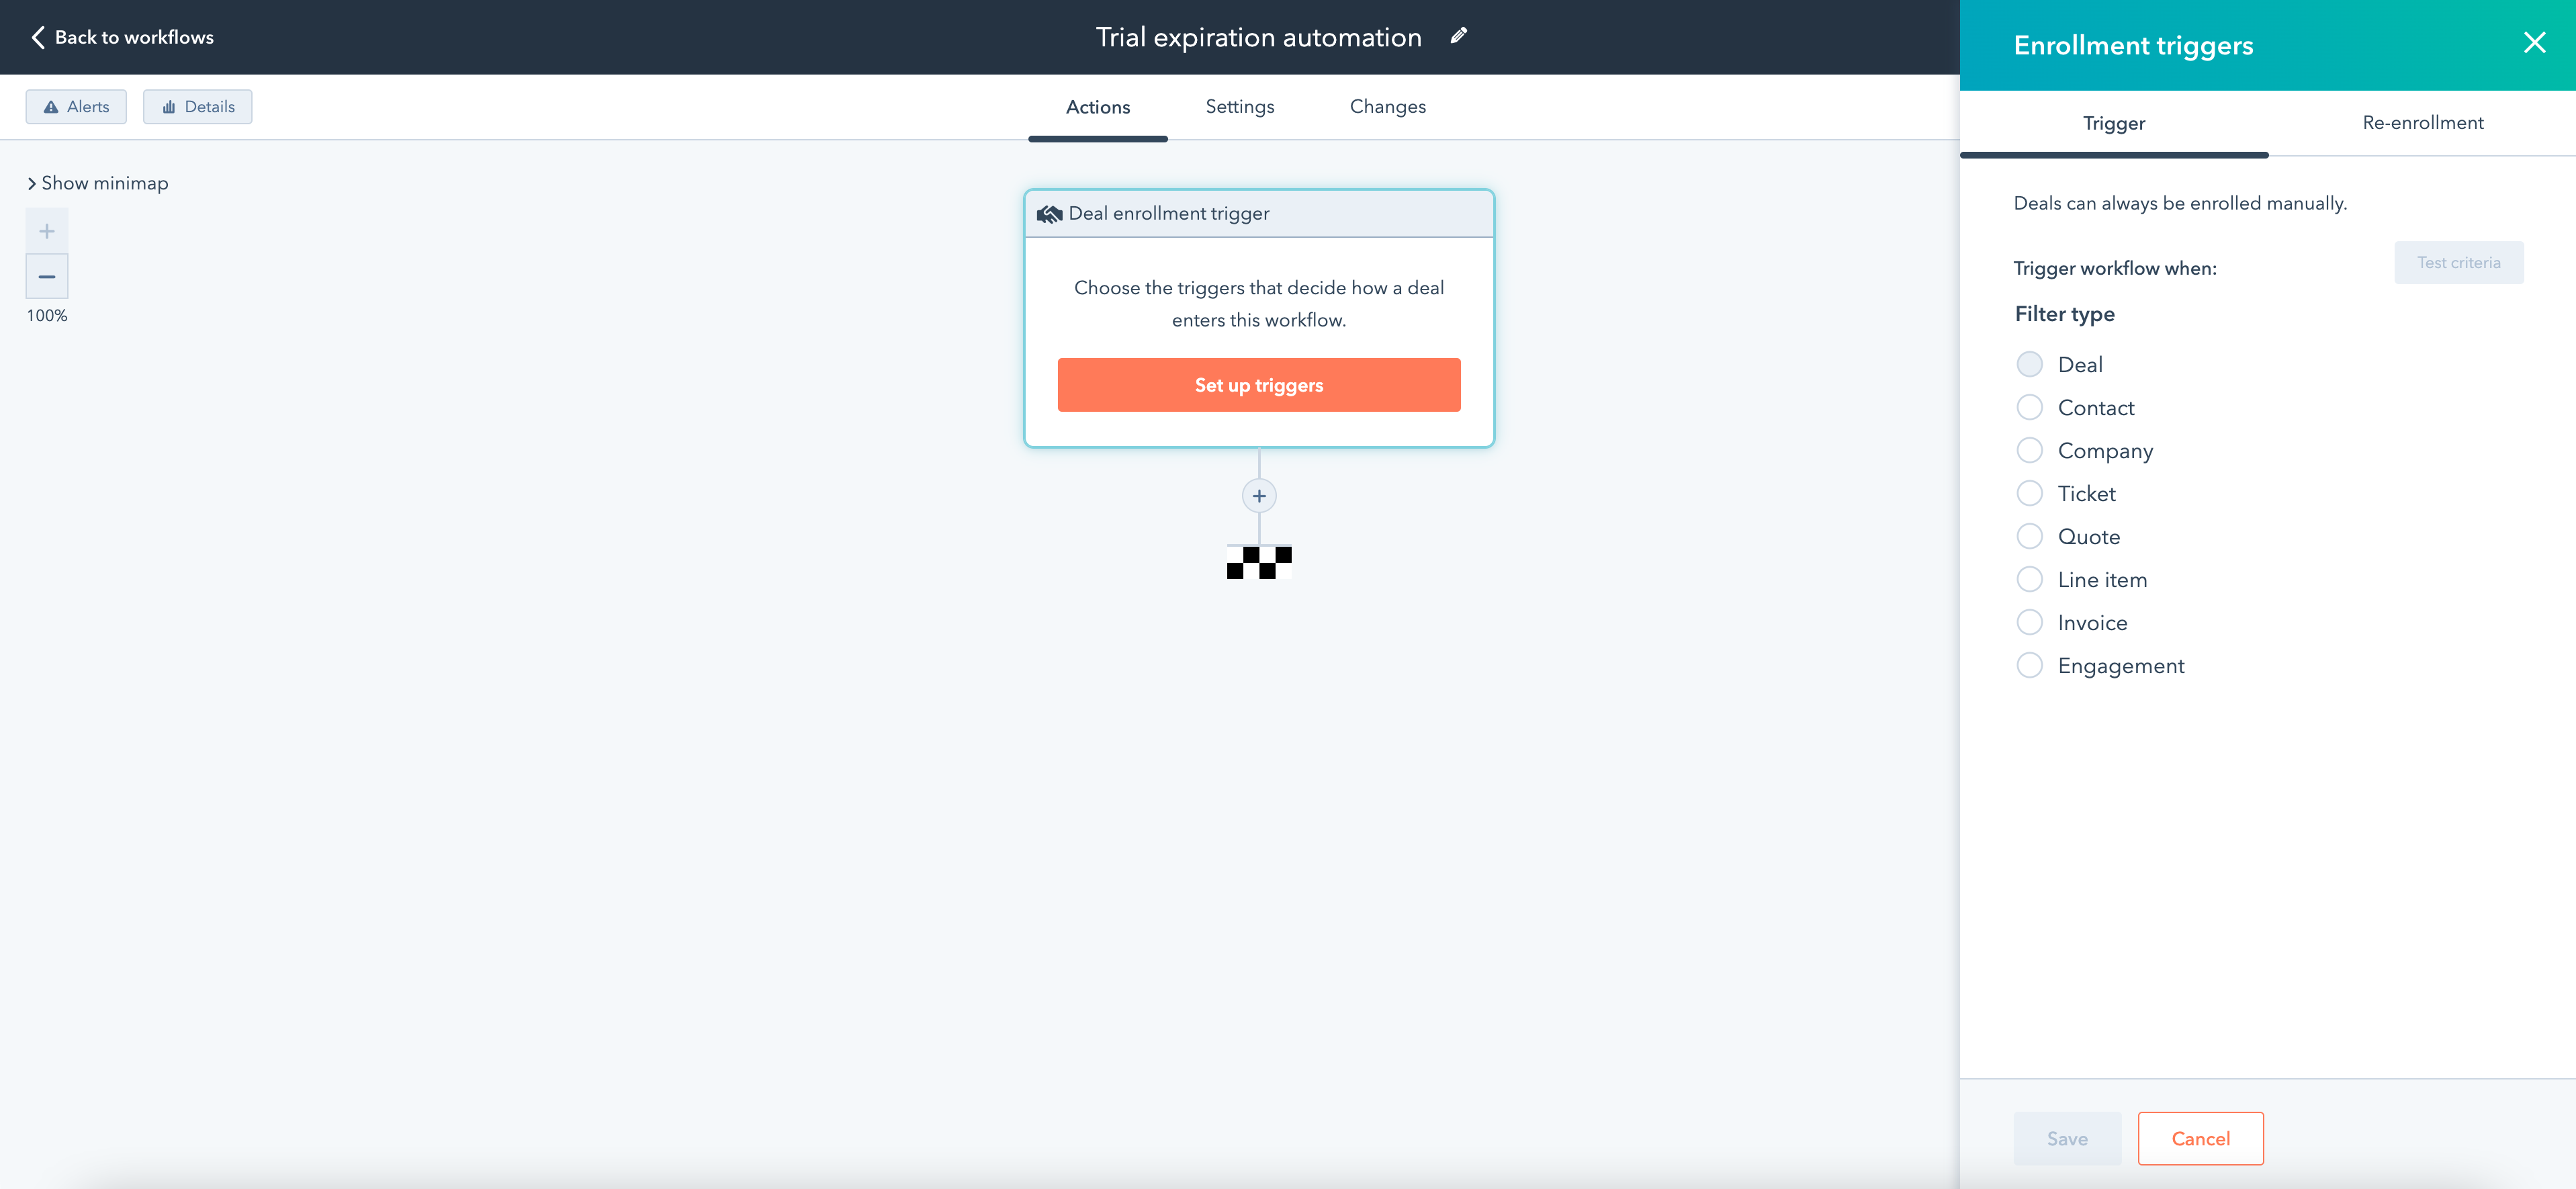 Back to workflows
Trial expiration automation
Enrollment triggers
Alerts
Details
Actions
Settings
Changes
Trigger
Re-enrollment
Show minimap
100%
Deal enrollment trigger
Choose the triggers that decide how a deal
enters this workflow.
Set up triggers
Deals can always be enrolled manually.
Trigger workflow when:
Test criteria
Filter type
Deal
Contact
Company
Ticket
Quote
Line item
Invoice
Engagement
Save
Cancel